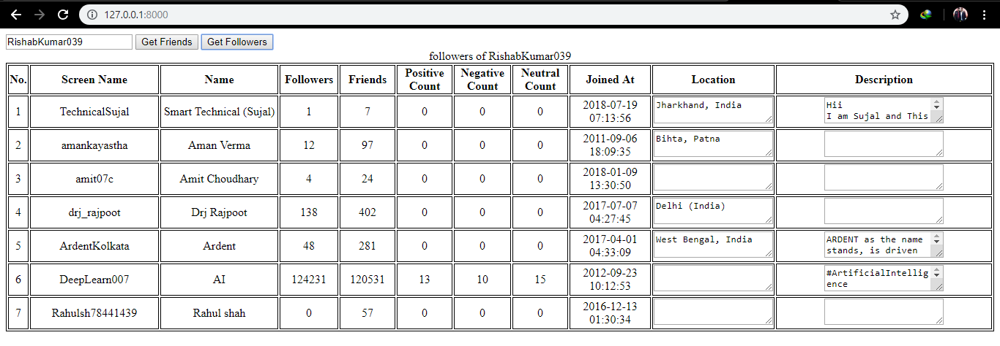 127.0.0.1:8000
RishabKumar039 Get Friends Get Followers
followers of RishabKumar039
No. Screen Name Name Followers Friends Positive Count Negative Count Neutral Count Joined At Location Description
1 TechnicalSujal Smart Technical (Sujal) 1 7 0 0 0 2018-07-19 07:13:56 Jharkhand, India Hii I am Sujal and This
2 amankayastha Aman Verma 12 97 0 0 0 2011-09-06 18:09:35 Bihta, Patna
3 amit07c Amit Choudhary 4 24 0 0 0 2018-01-09 13:30:50
4 drj_rajpoot Drj Rajpoot 138 402 0 0 0 2017-07-07 04:27:45 Delhi (India)
5 ArdentKolkata Ardent 48 281 0 0 0 2017-04-01 04:33:09 West Bengal, India ARDENT as the name stands, is driven
6 DeepLearn007 AI 124231 120531 13 10 15 2012-09-23 10:12:53 #ArtificialIntelligence
7 Rahulsh78441439 Rahul shah 0 57 0 0 0 2016-12-13 01:30:34